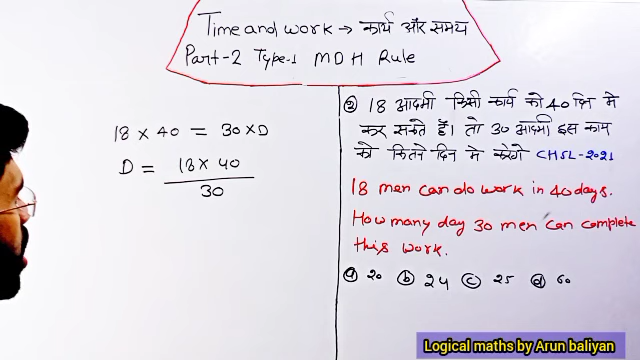 Time and work → कार्य और समय
Part-2 Type-1 MDH Rule
18 × 40 = 30 × D
D = 18 × 40
30
② 18 आदमी किसी कार्य को 40 दिन मे
कर सकते हैं। तो 30 आदमी इस काम
को कितने दिन मे करेगे CHSL-2021
18 men can do work in 40 days.
How many day 30 men can complete
this work.
ⓐ 20 ⓑ 24 ⓒ 25 ⓓ 60
Logical maths by Arun baliyan